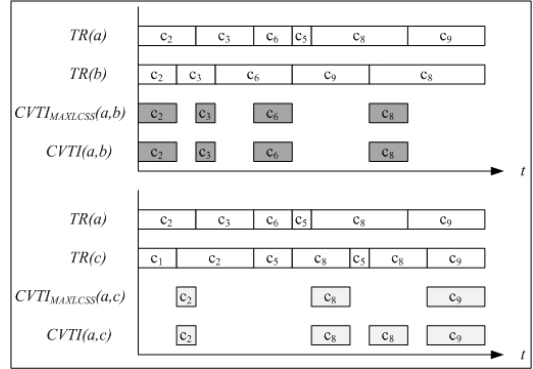 TR(a) c₂ c₃ c₆ c₅ c₈ c₉
TR(b) c₂ c₃ c₆ c₉ c₈
CVTI_MAXLCSS(a,b) c₂ c₃ c₆ c₈
CVTI(a,b) c₂ c₃ c₆ c₈
t
TR(a) c₂ c₃ c₆ c₅ c₈ c₉
TR(c) c₁ c₂ c₅ c₈ c₅ c₈ c₉
CVTI_MAXLCSS(a,c) c₂ c₈ c₉
CVTI(a,c) c₂ c₈ c₈ c₉
t